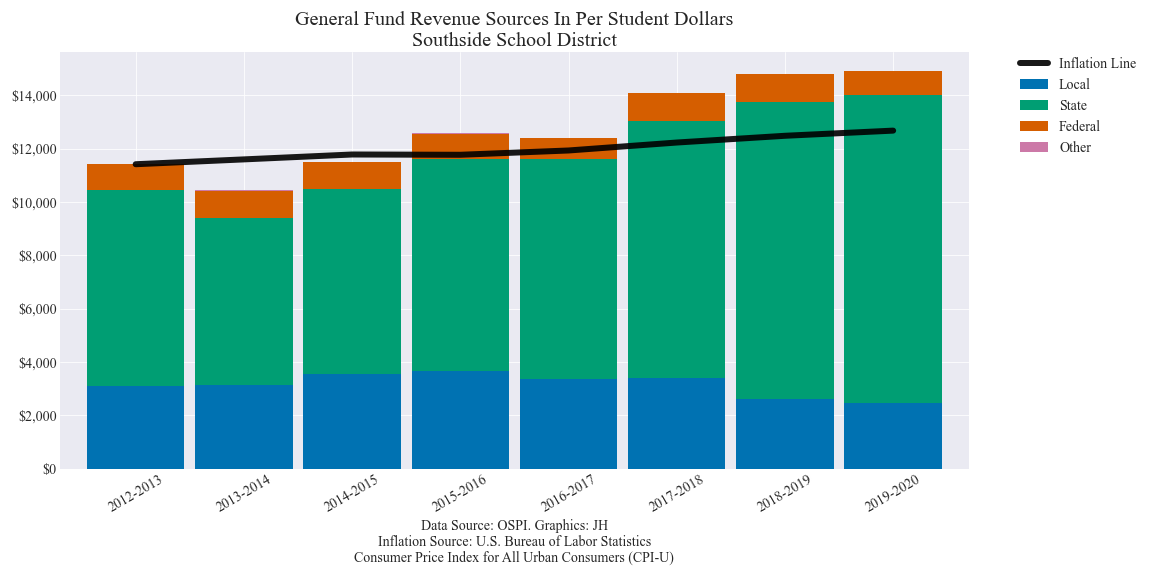 General Fund Revenue Sources In Per Student Dollars
Southside School District
Inflation Line
Local
State
Federal
Other
$14,000
$12,000
$10,000
$8,000
$6,000
$4,000
$2,000
$0
2012-2013
2013-2014
2014-2015
2015-2016
2016-2017
2017-2018
2018-2019
2019-2020
Data Source: OSPI. Graphics: JH
Inflation Source: U.S. Bureau of Labor Statistics
Consumer Price Index for All Urban Consumers (CPI-U)